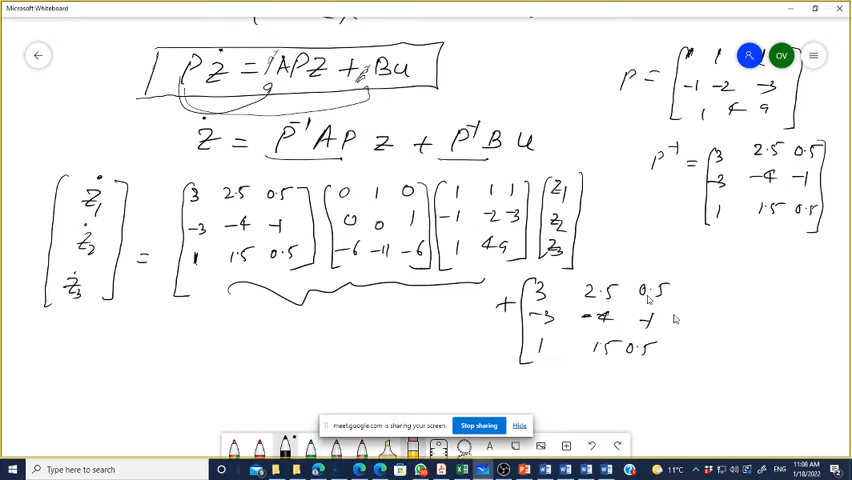 Microsoft Whiteboard
P Ż = APZ + Bu
Ż = P⁻¹AP Z + P⁻¹B u
P = [1 1 1
-1 -2 -3
1 4 9]
OV
P⁻¹ = [3 2.5 0.5
-3 -4 -1
1 1.5 0.5]
[Ż₁
Ż₂
Ż₃]
=
[3 2.5 0.5
-3 -4 -1
1 1.5 0.5]
[0 1 0
0 0 1
-6 -11 -6]
[1 1 1
-1 -2 -3
1 4 9]
[Z₁
Z₂
Z₃]
+ [3 2.5 0.5
-3 -4 -1
1 1.5 0.5
meet.google.com is sharing your screen. Stop sharing Hide
Type here to search
11°C
11:08 AM
1/18/2022